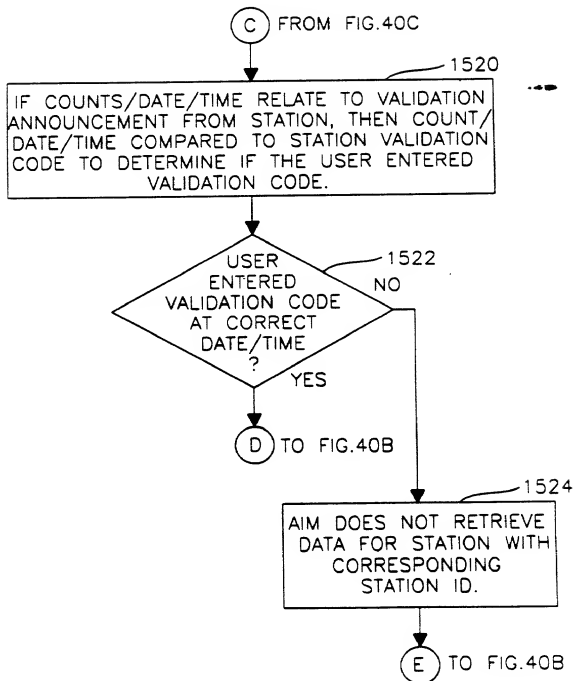 C FROM FIG.40C
1520
IF COUNTS/DATE/TIME RELATE TO VALIDATION
ANNOUNCEMENT FROM STATION, THEN COUNT/
DATE/TIME COMPARED TO STATION VALIDATION
CODE TO DETERMINE IF THE USER ENTERED
VALIDATION CODE.
1522
USER
ENTERED
VALIDATION CODE
AT CORRECT
DATE/TIME
?
NO
YES
D TO FIG.40B
1524
AIM DOES NOT RETRIEVE
DATA FOR STATION WITH
CORRESPONDING
STATION ID.
E TO FIG.40B